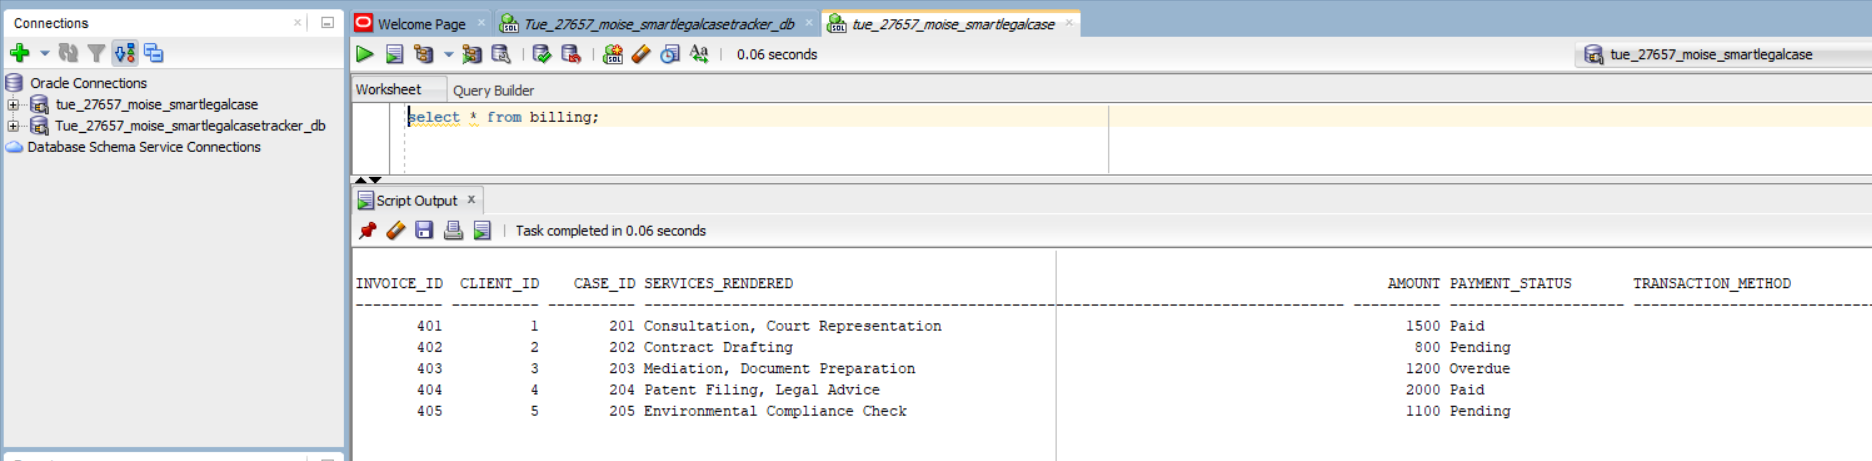 Connections
Welcome Page
Tue_27657_moise_smartlegalcasetracker_db
tue_27657_moise_smartlegalcase
0.06 seconds
tue_27657_moise_smartlegalcase
Oracle Connections
tue_27657_moise_smartlegalcase
Tue_27657_moise_smartlegalcasetracker_db
Database Schema Service Connections
Worksheet Query Builder
select * from billing;
Script Output x
Task completed in 0.06 seconds
INVOICE_ID CLIENT_ID CASE_ID SERVICES_RENDERED AMOUNT PAYMENT_STATUS TRANSACTION_METHOD
401 1 201 Consultation, Court Representation 1500 Paid
402 2 202 Contract Drafting 800 Pending
403 3 203 Mediation, Document Preparation 1200 Overdue
404 4 204 Patent Filing, Legal Advice 2000 Paid
405 5 205 Environmental Compliance Check 1100 Pending